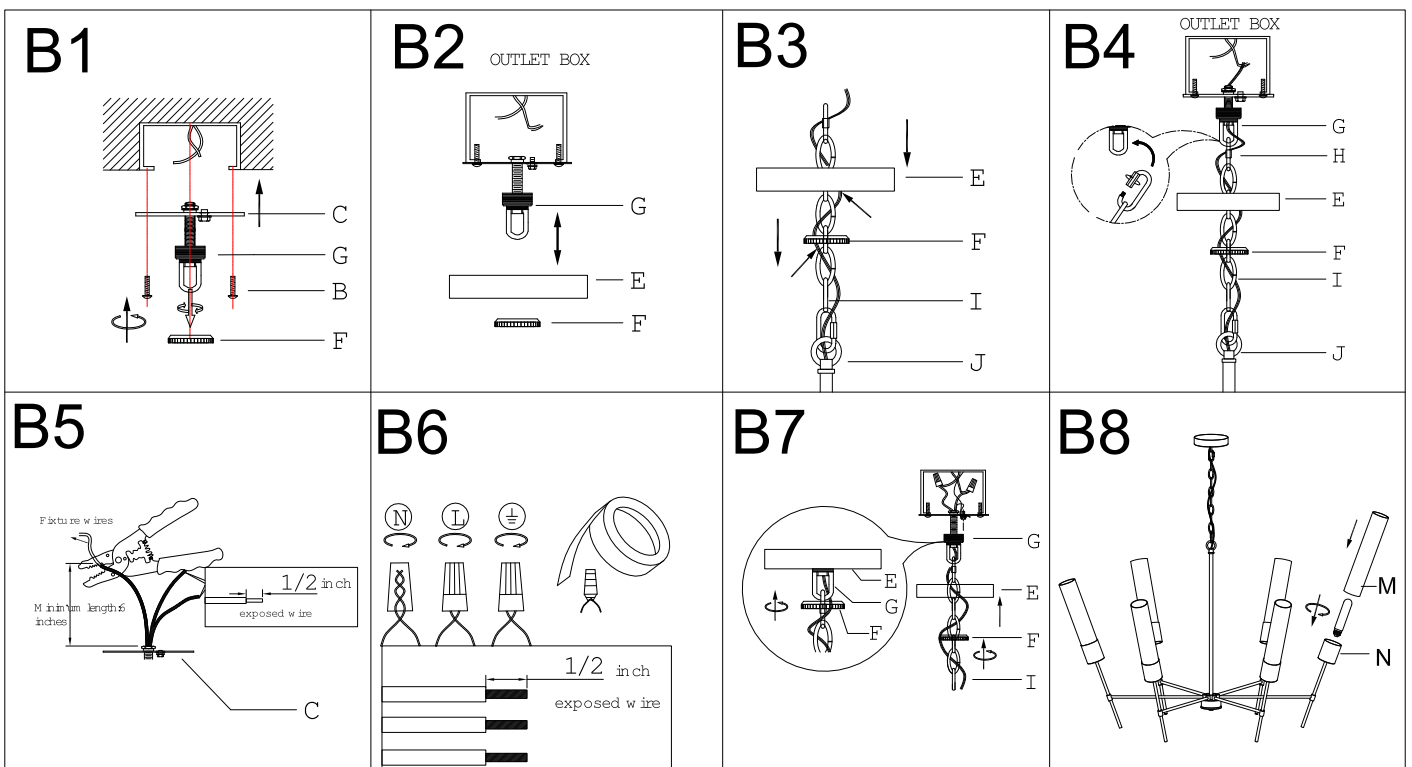 B1
C
G
B
F
B2
OUTLET BOX
G
E
F
B3
E
F
I
J
B4
OUTLET BOX
G
H
E
F
I
J
B5
Fixture wires
Minimum length:6
inches
1/2 inch
exposed wire
C
B6
N
L
1/2 inch
exposed wire
B7
E
G
F
G
E
F
I
B8
M
N